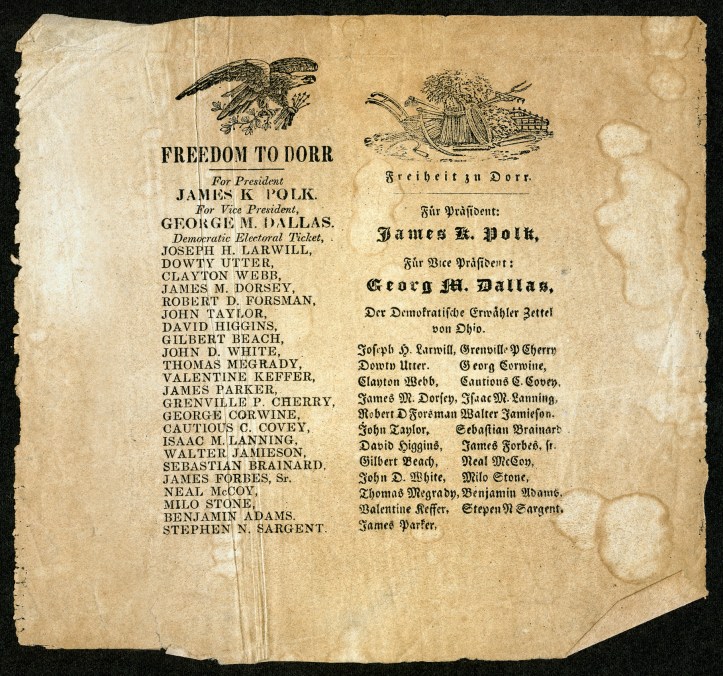 FREEDOM TO DORR
For President
JAMES K POLK.
For Vice President,
GEORGE M. DALLAS.
Democratic Electoral Ticket,
JOSEPH H. LARWILL,
DOWTY UTTER,
CLAYTON WEBB,
JAMES M. DORSEY,
ROBERT D. FORSMAN,
JOHN TAYLOR,
DAVID HIGGINS,
GILBERT BEACH,
JOHN D. WHITE,
THOMAS MEGRADY,
VALENTINE KEFFER,
JAMES PARKER,
GRENVILLE P. CHERRY,
GEORGE CORWINE,
CAUTIOUS C. COVEY,
ISAAC M. LANNING,
WALTER JAMIESON,
SEBASTIAN BRAINARD,
JAMES FORBES, Sr.
NEAL McCOY,
MILO STONE,
BENJAMIN ADAMS.
STEPHEN N. SARGENT.
Freiheit zu Dorr.
Für Präsident:
James K. Polk,
Für Vice Präsident:
Georg M. Dallas,
Der Demokratische Erwähler Zettel
von Ohio.
Joseph H. Larwill, Grenville P Cherry
Dowty Utter. Georg Corwine,
Clayton Webb, Cautious C. Covey,
James M. Dorsey, Isaac M. Lanning,
Robert D Forsman Walter Jamieson.
John Taylor, Sebastian Brainard
David Higgins, James Forbes, sr.
Gilbert Beach, Neal McCoy,
John D. White, Milo Stone,
Thomas Megrady, Benjamin Adams.
Valentine Keffer, Stepen N Sargent,
James Parker,